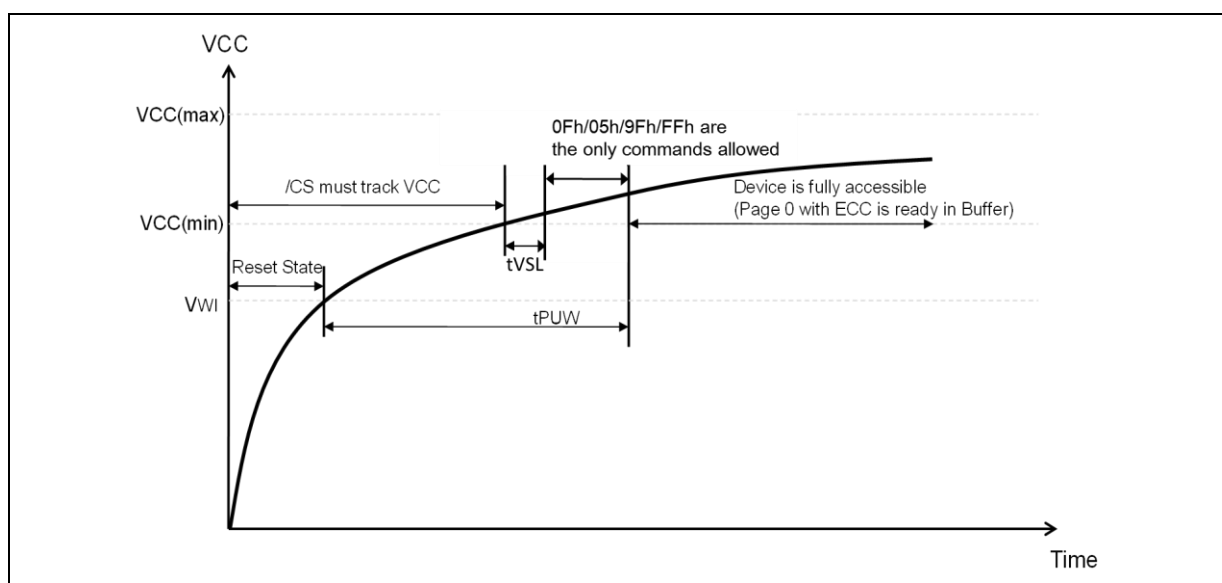 VCC
VCC(max)
0Fh/05h/9Fh/FFh are
the only commands allowed
/CS must track VCC
Device is fully accessible
(Page 0 with ECC is ready in Buffer)
VCC(min)
tVSL
Reset State
VWI
tPUW
Time